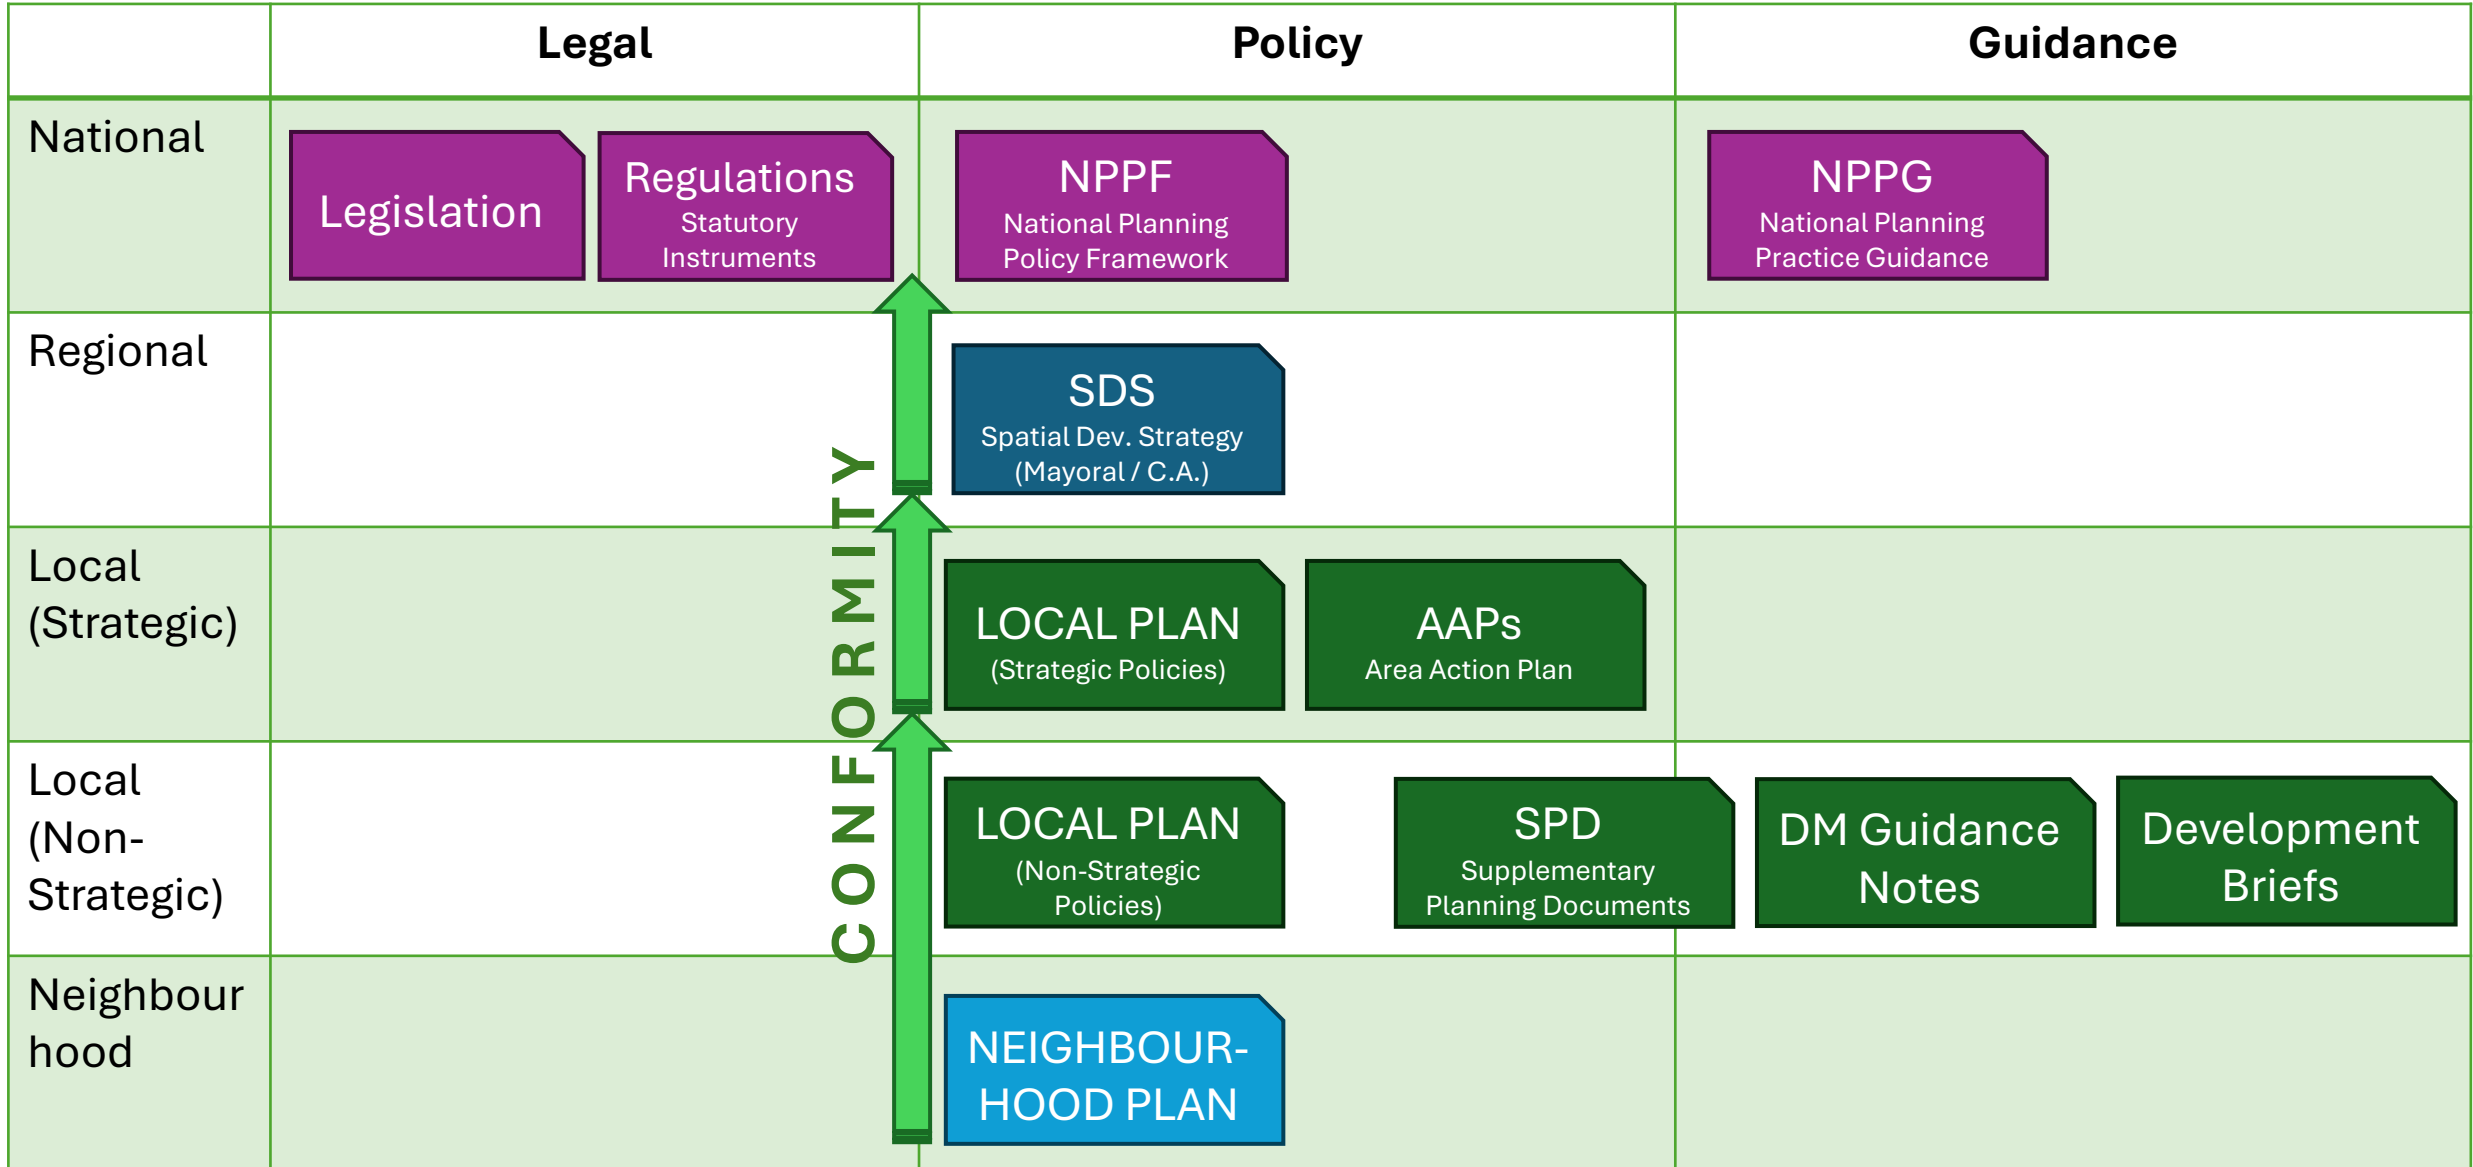 Legal
Policy
Guidance
National
Legislation
Regulations
Statutory
Instruments
NPPF
National Planning
Policy Framework
NPPG
National Planning
Practice Guidance
Regional
SDS
Spatial Dev. Strategy
(Mayoral / C.A.)
CONFORMITY
Local
(Strategic)
LOCAL PLAN
(Strategic Policies)
AAPs
Area Action Plan
Local
(Non-
Strategic)
LOCAL PLAN
(Non-Strategic
Policies)
SPD
Supplementary
Planning Documents
DM Guidance
Notes
Development
Briefs
Neighbour
hood
NEIGHBOUR-
HOOD PLAN